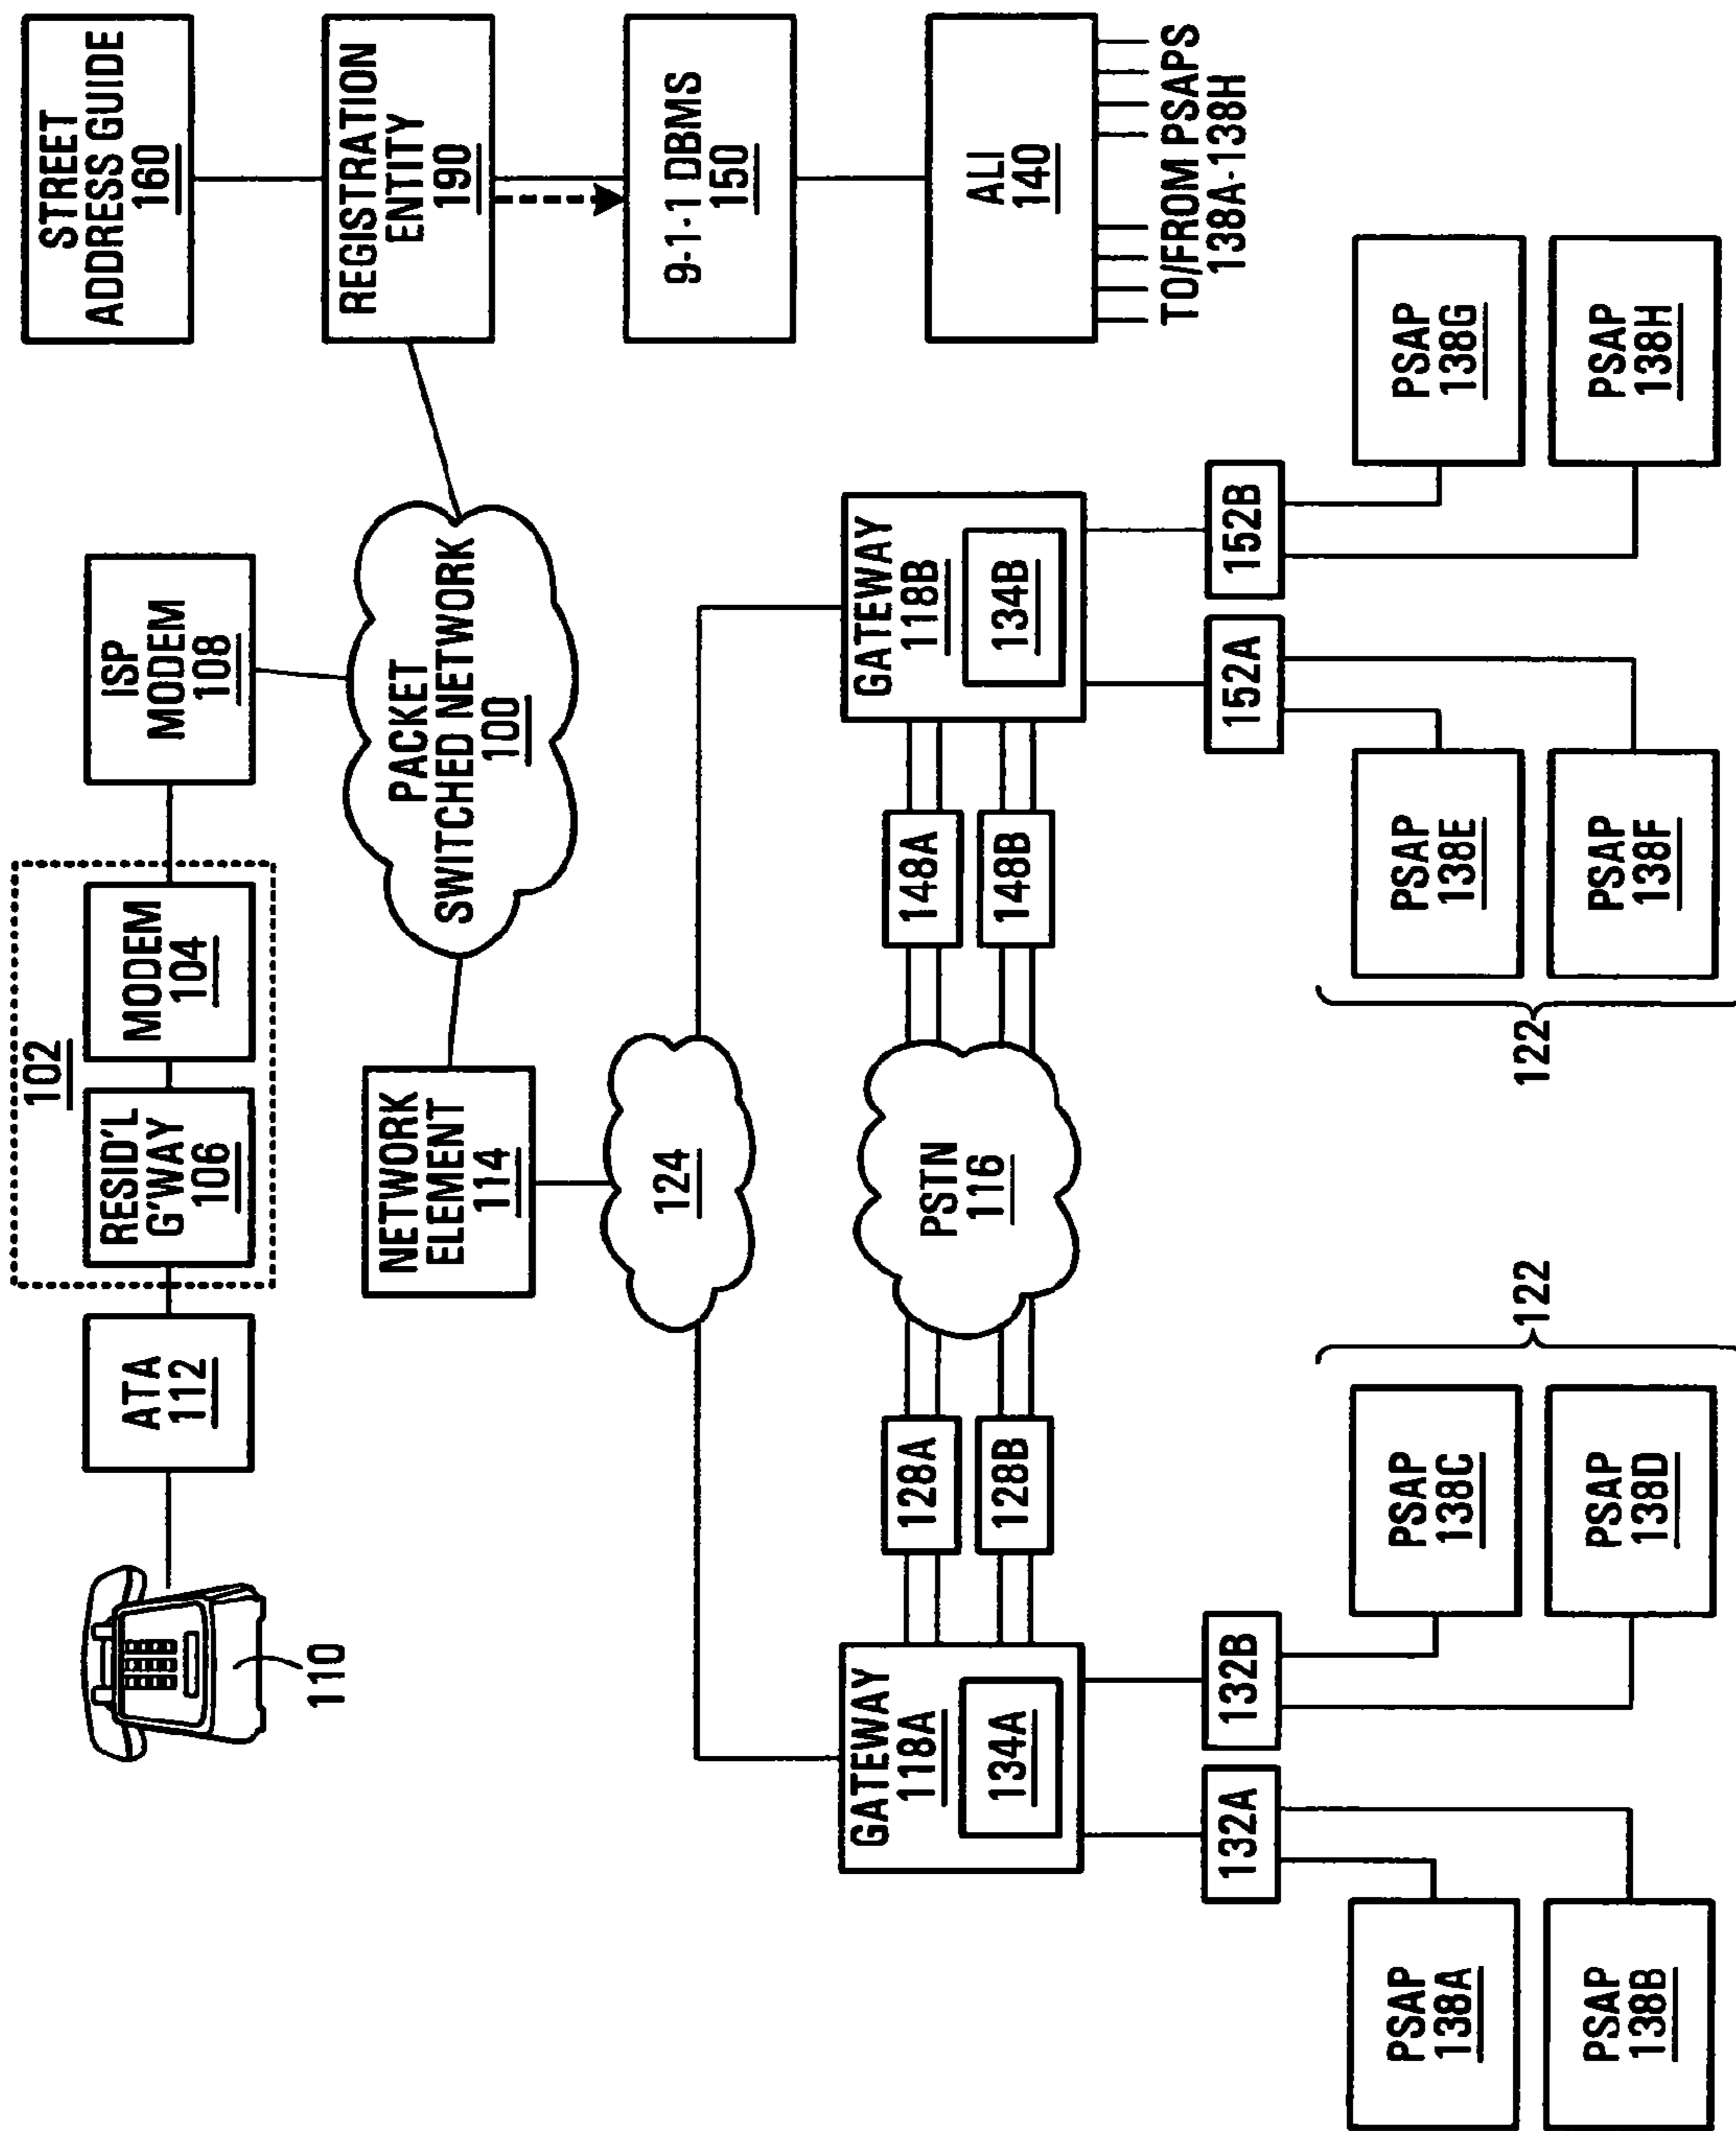 STREET
ADDRESS GUIDE
160
REGISTRATION
ENTITY
190
9-1-1 DBMS
150
ALI
140
TO/FROM PSAPS
138A-138H
ISP
MODEM
108
102
MODEM
104
RESID'L
G'WAY
106
ATA
112
110
PACKET
SWITCHED NETWORK
100
NETWORK
ELEMENT
114
124
GATEWAY
118A
134A
128A
128B
PSTN
116
148A
148B
GATEWAY
118B
134B
132A
132B
152A
152B
PSAP
138A
PSAP
138B
PSAP
138C
PSAP
138D
122
122
PSAP
138E
PSAP
138F
PSAP
138G
PSAP
138H